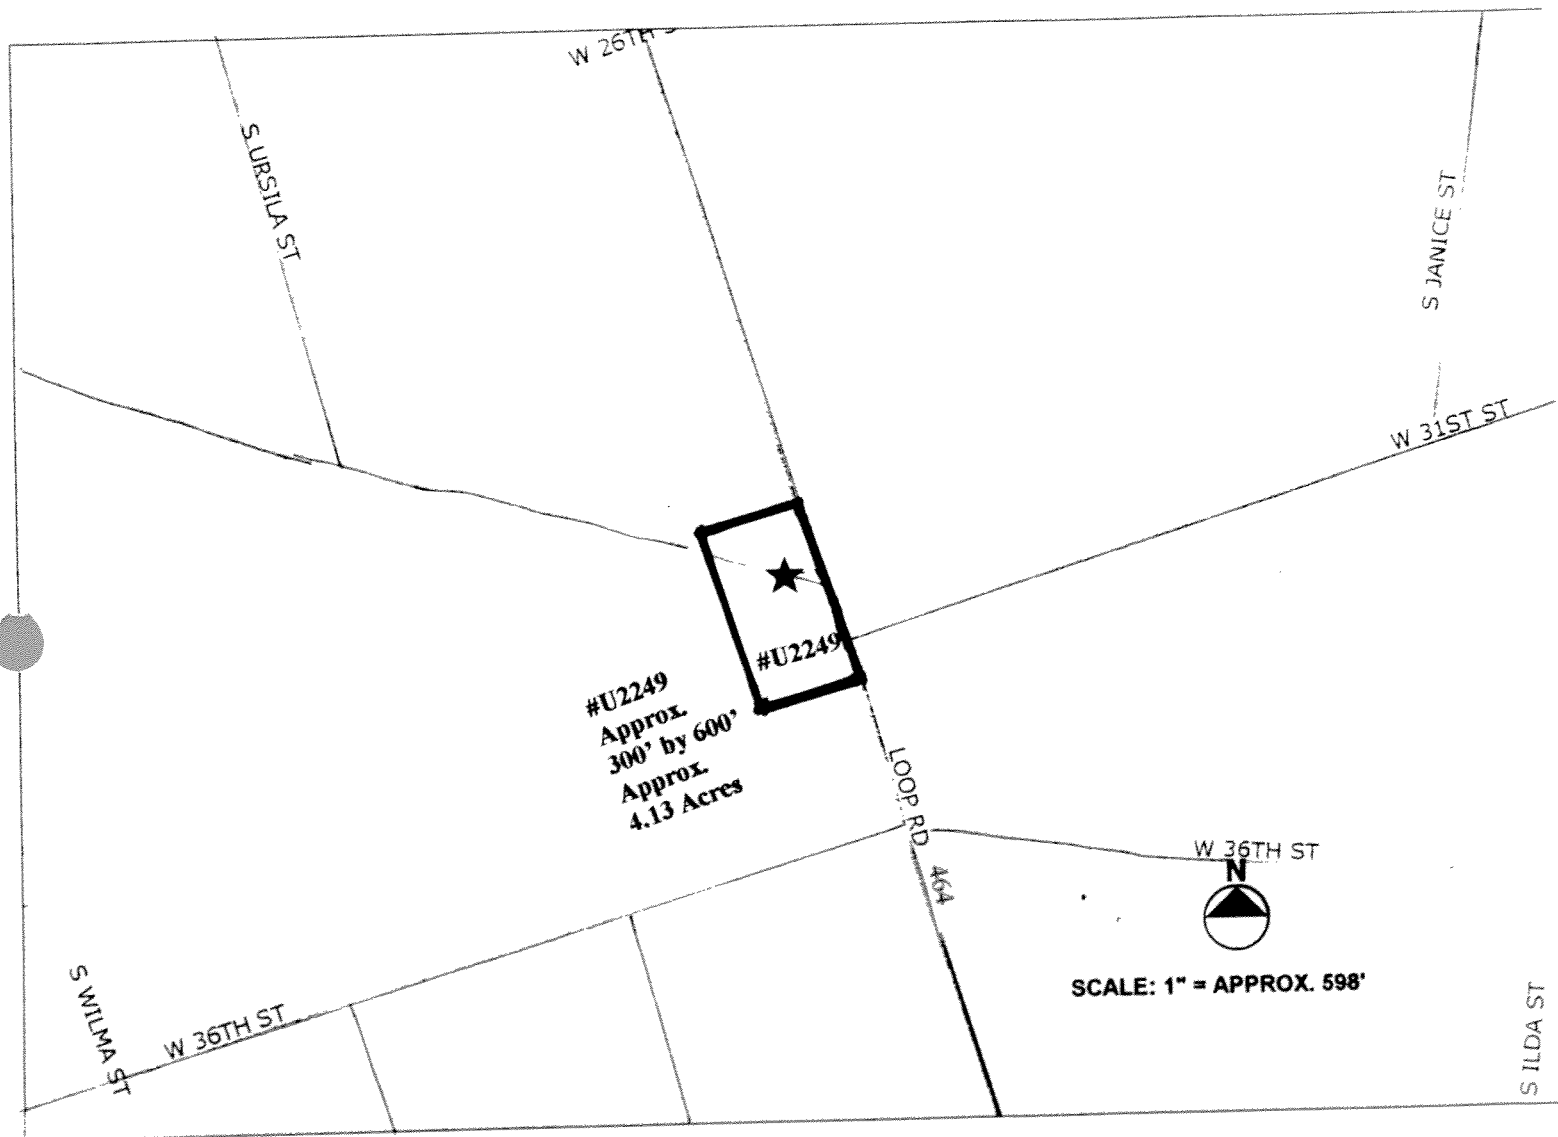 W 26TH
S URSILA ST
S JANICE ST
W 31ST ST
#U2249
#U2249
Approx.
300' by 600'
Approx.
4.13 Acres
LOOP RD 464
W 36TH ST
N
SCALE: 1" = APPROX. 598'
S WILMA ST
W 36TH ST
S ILDA ST